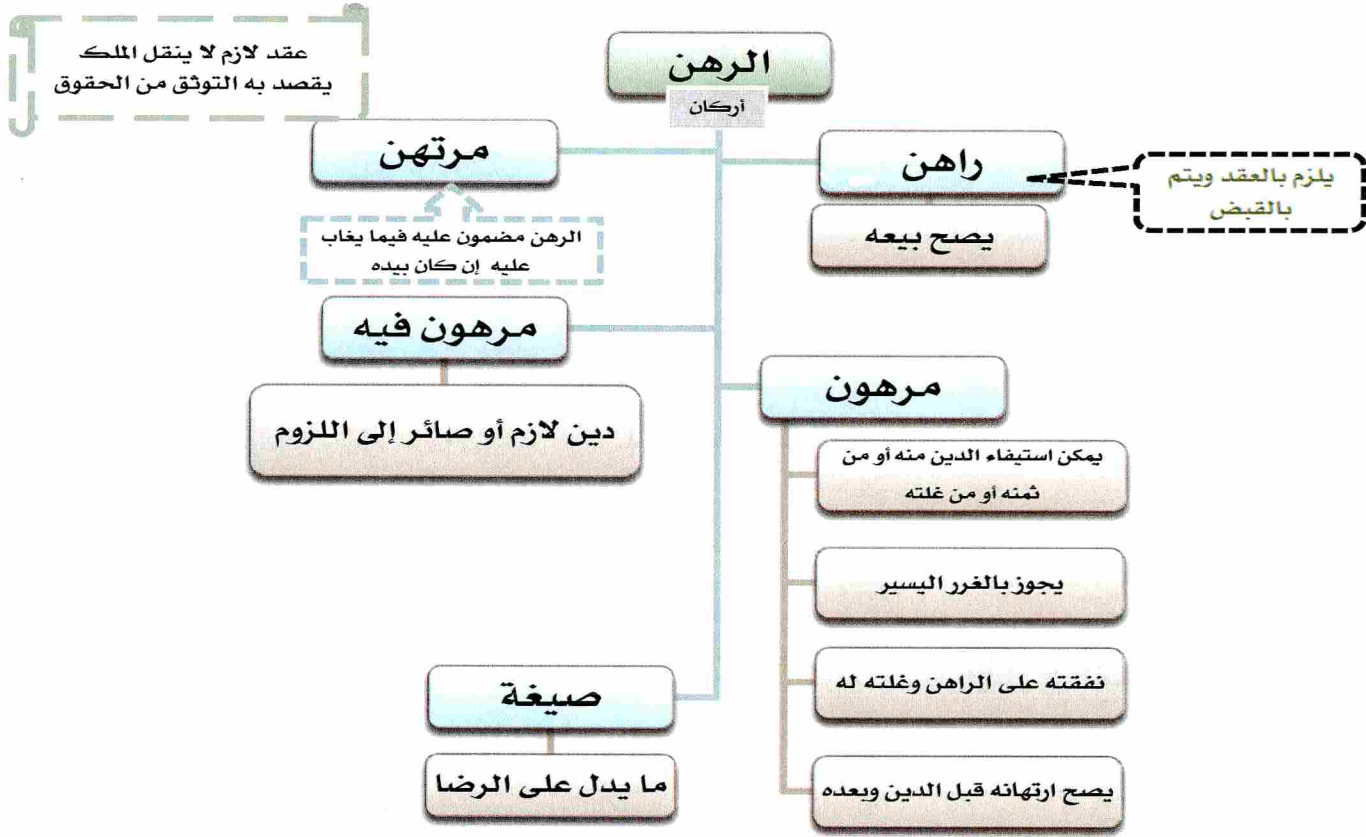 عقد لازم لا ينقل الملك
يقصد به التوثق من الحقوق
الرهن
أركان
راهن
يلزم بالعقد ويتم
بالقبض
يصح بيعه
مرتهن
الرهن مضمون عليه فيما يغاب
عليه إن كان بيده
مرهون فيه
دين لازم أو صائر إلى اللزوم
مرهون
يمكن استيفاء الدين منه أو من
ثمنه أو من غلته
يجوز بالغرر اليسير
نفقته على الراهن وغلته له
يصح ارتهانه قبل الدين وبعده
صيغة
ما يدل على الرضا